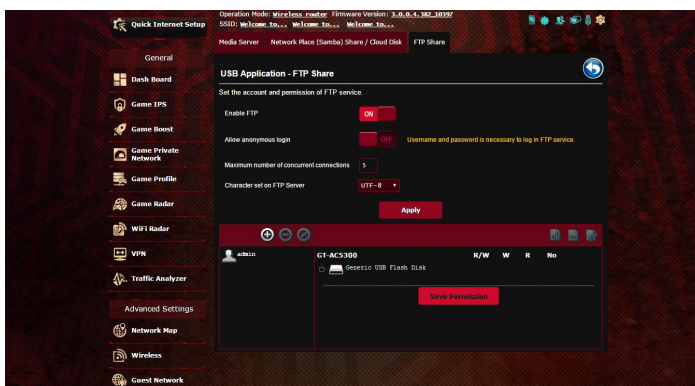 Quick Internet Setup
General
Dash Board
Game IPS
Game Boost
Game Private
Network
Game Profile
Game Radar
WiFi Radar
VPN
Traffic Analyzer
Advanced Settings
Network Map
Wireless
Guest Network
Operation Mode: Wireless router Firmware Version: 3.0.0.4.382_10397
SSID: Welcome to... Welcome to... Welcome to...
Media Server Network Place (Samba) Share / Cloud Disk FTP Share
USB Application - FTP
Share
Set the account and permission of FTP service.
Enable FTP ON
Allow anonymous login OFF Username and password is necessary to log in FTP service.
Maximum number of concurrent connections 5
Character set on FTP Server UTF-8
Apply
admin
GT-AC5300 R/W W R No
Generic USB Flash Disk
Save Permission